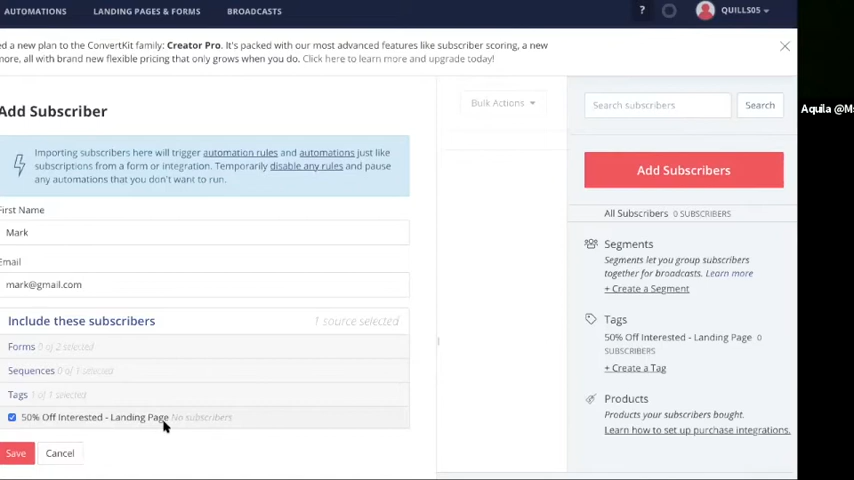 AUTOMATIONS LANDING PAGES & FORMS BROADCASTS ? QUILLS05
ed a new plan to the ConvertKit family: Creator Pro. It's packed with our most advanced features like subscriber scoring, a new
more, all with brand new flexible pricing that only grows when you do. Click here to learn more and upgrade today!
Add Subscriber
Importing subscribers here will trigger automation rules and automations just like
subscriptions from a form or integration. Temporarily disable any rules and pause
any automations that you don't want to run.
First Name
Mark
Email
mark@gmail.com
Include these subscribers 1 source selected
Forms 0 of 2 selected
Sequences 0 of 1 selected
Tags 1 of 1 selected
50% Off Interested - Landing Page No subscribers
Save Cancel
Bulk Actions
Search subscribers Search
Add Subscribers
All Subscribers 0 SUBSCRIBERS
Segments
Segments let you group subscribers
together for broadcasts. Learn more
+ Create a Segment
Tags
50% Off Interested - Landing Page 0
SUBSCRIBERS
+ Create a Tag
Products
Products your subscribers bought.
Learn how to set up purchase integrations.
Aquila @M